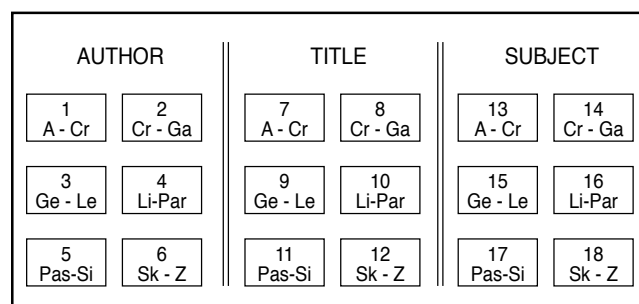 AUTHOR
TITLE
SUBJECT
1
A - Cr
2
Cr - Ga
7
A - Cr
8
Cr - Ga
13
A - Cr
14
Cr - Ga
3
Ge - Le
4
Li-Par
9
Ge - Le
10
Li-Par
15
Ge - Le
16
Li-Par
5
Pas-Si
6
Sk - Z
11
Pas-Si
12
Sk - Z
17
Pas-Si
18
Sk - Z